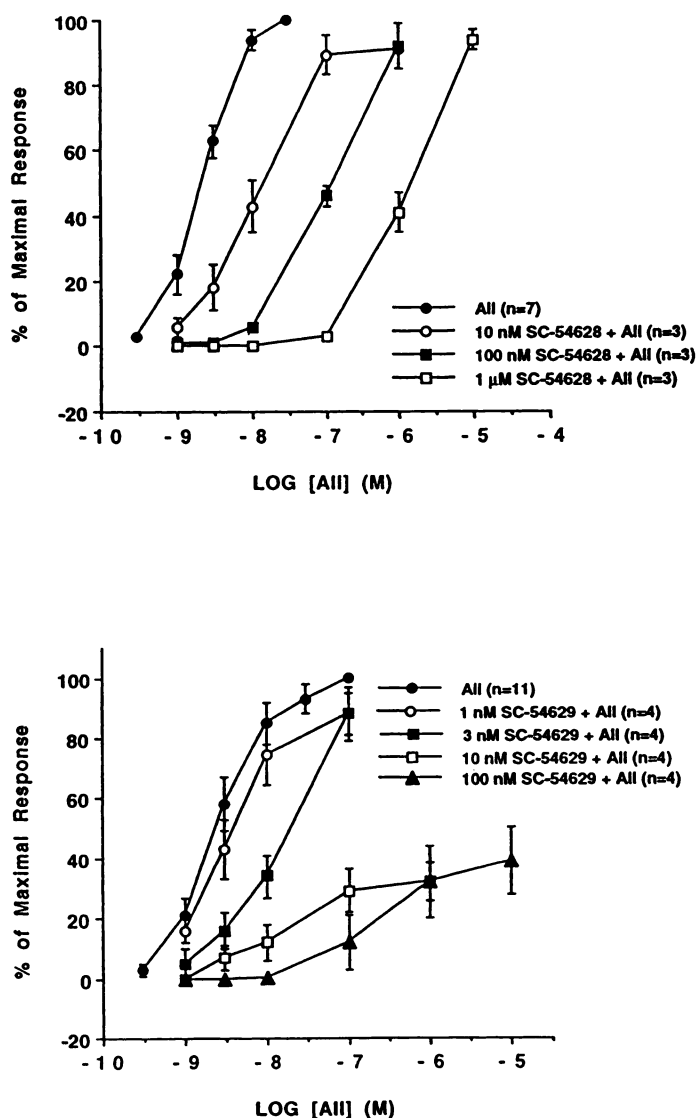 100
80
60
40
20
0
-20
% of Maximal Response
AII (n=7)
10 nM SC-54628 + AII (n=3)
100 nM SC-54628 + AII (n=3)
1 μM SC-54628 + AII (n=3)
-10 -9 -8 -7 -6 -5 -4
LOG [AII] (M)
100
80
60
40
20
0
-20
% of Maximal Response
AII (n=11)
1 nM SC-54629 + AII (n=4)
3 nM SC-54629 + AII (n=4)
10 nM SC-54629 + AII (n=4)
100 nM SC-54629 + AII (n=4)
-10 -9 -8 -7 -6 -5
LOG [AII] (M)